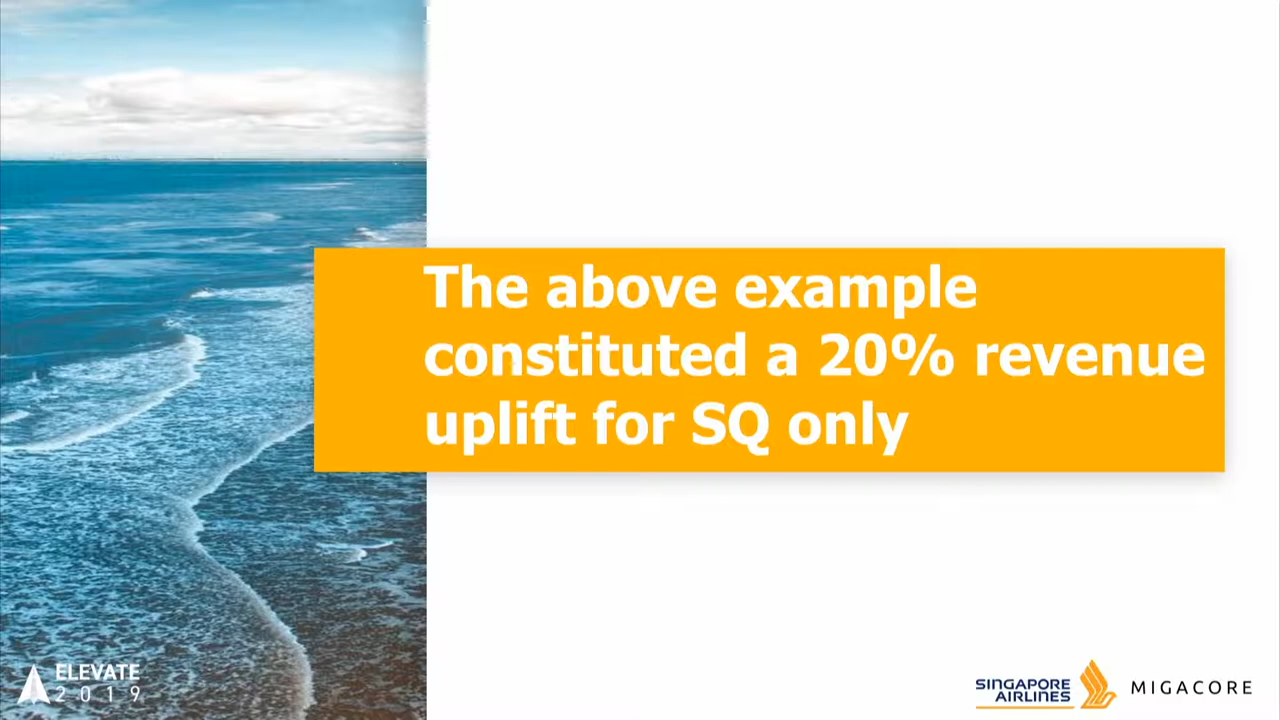 The above example
constituted a 20% revenue
uplift for SQ only
ELEVATE
2019
SINGAPORE
AIRLINES
MIGACORE